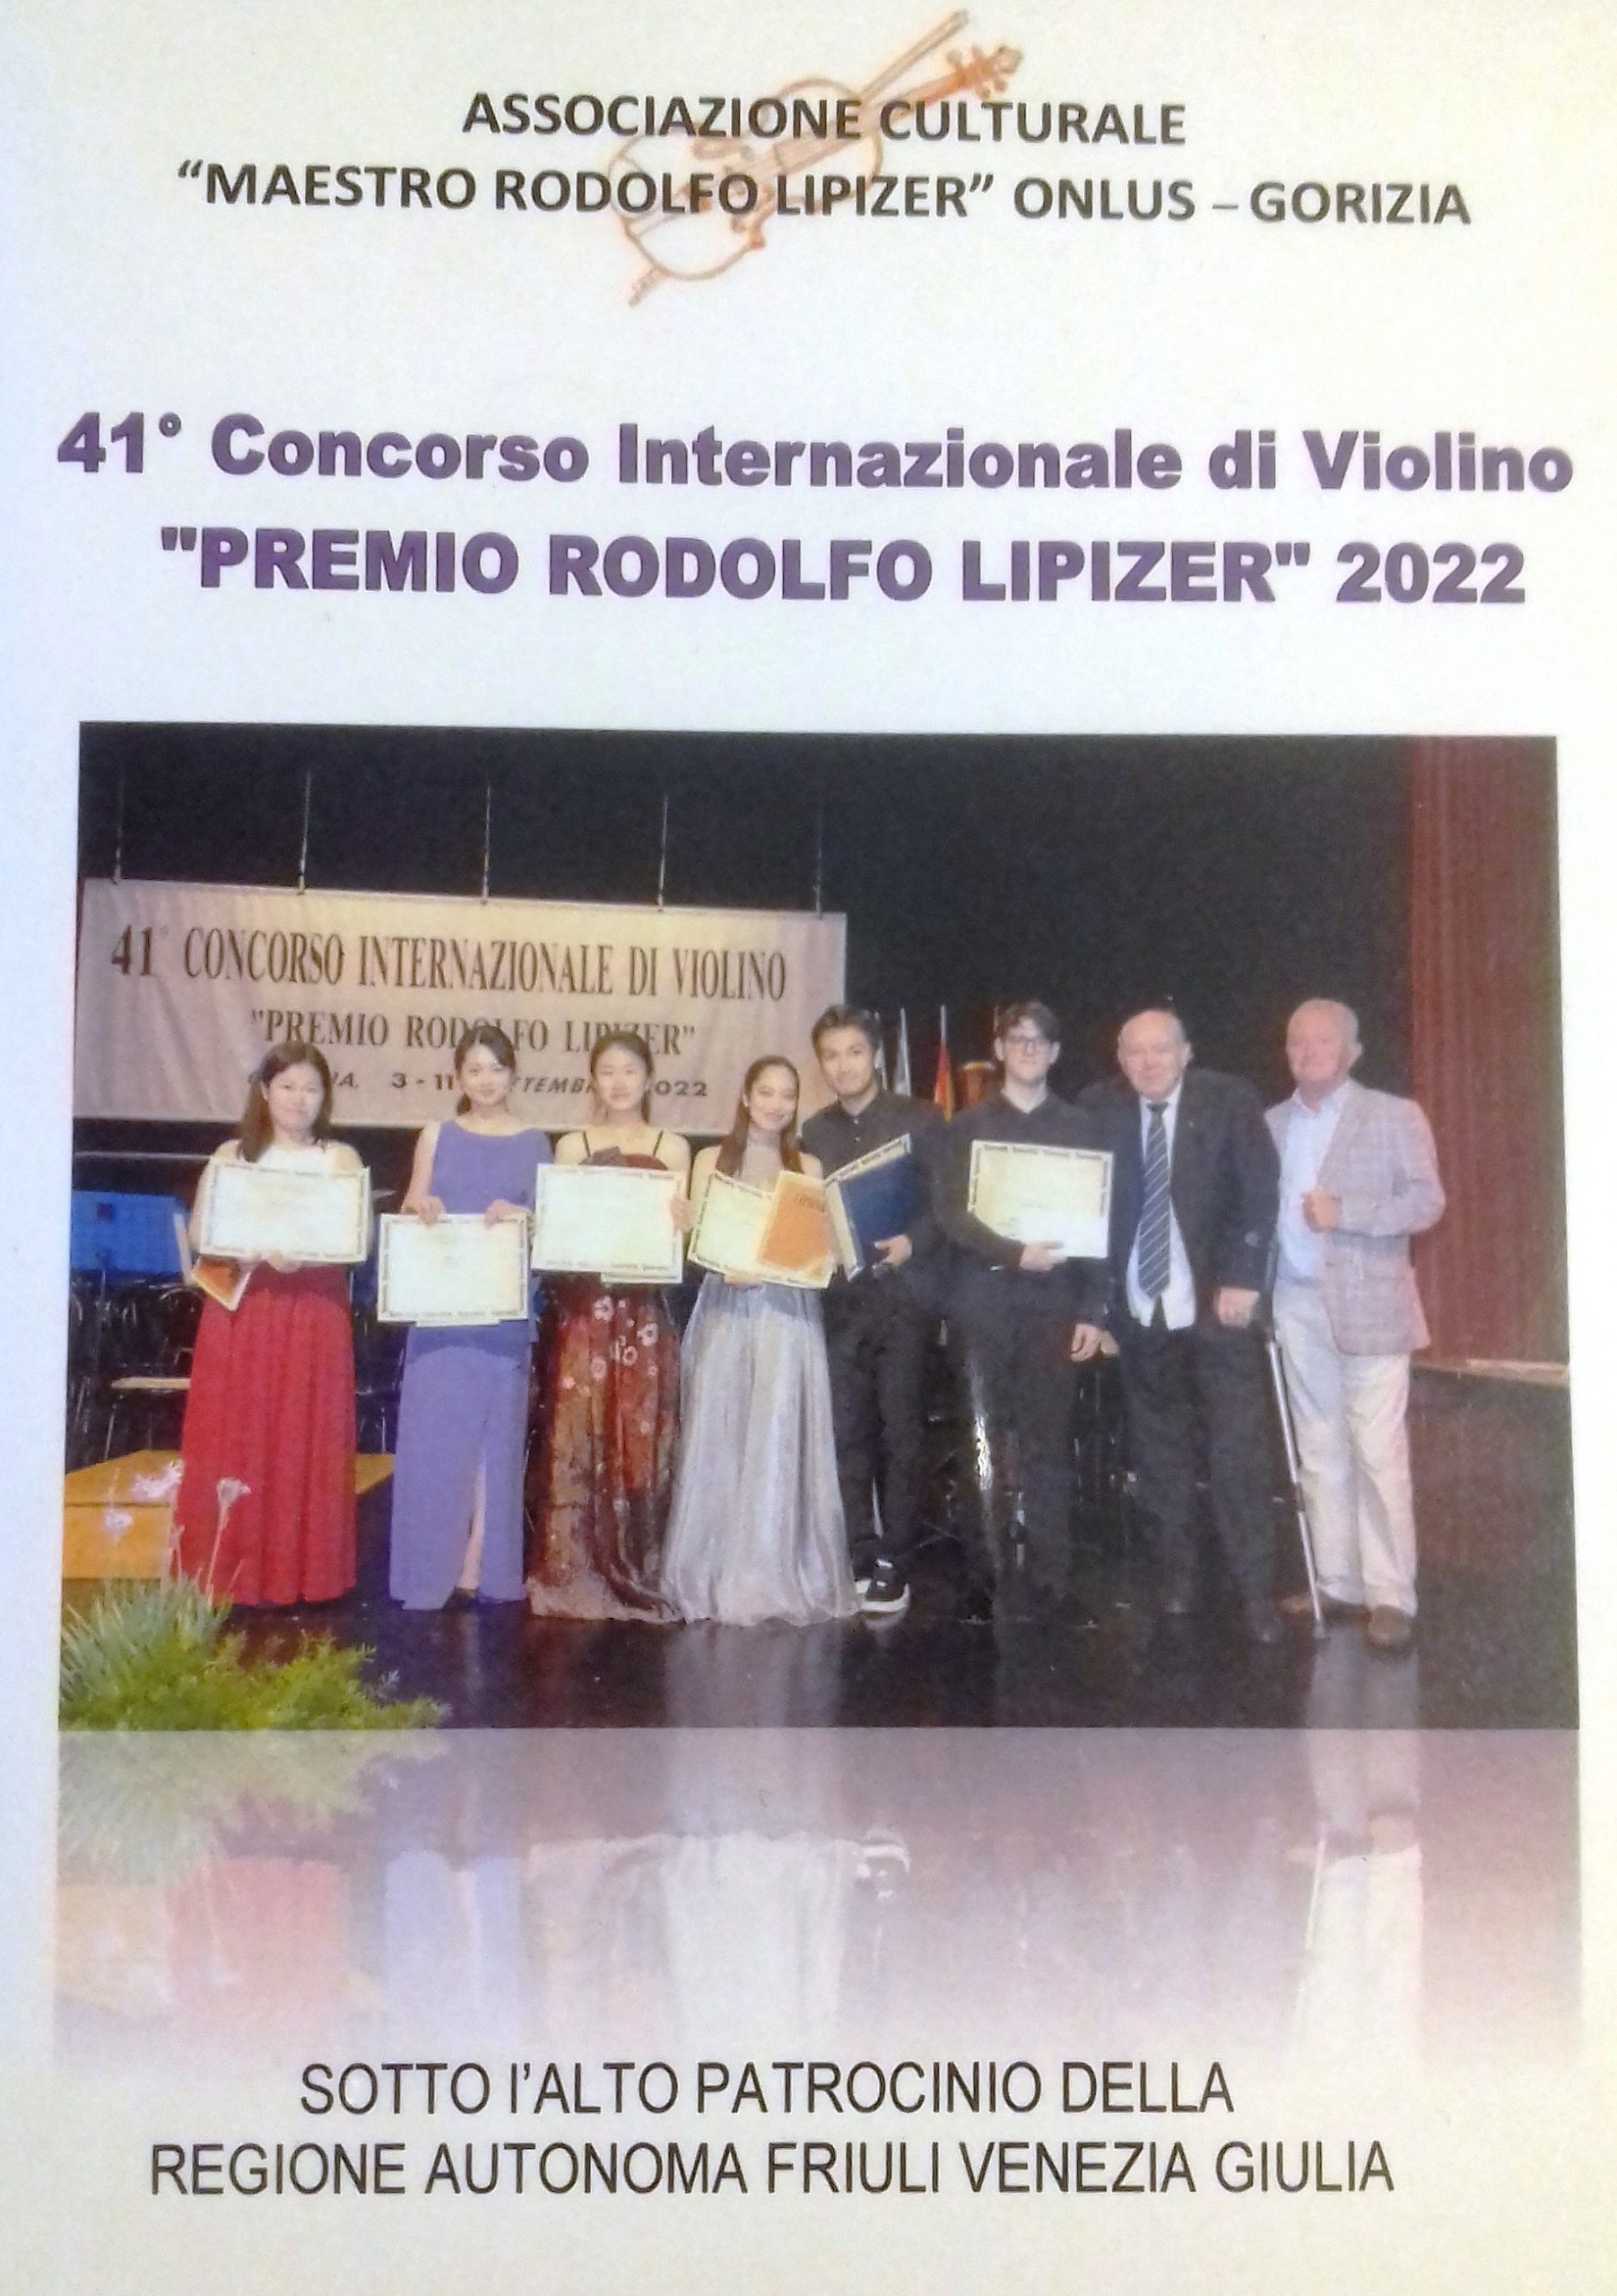 ASSOCIAZIONE CULTURALE
“MAESTRO RODOLFO LIPIZER” ONLUS – GORIZIA
41° Concorso Internazionale di Violino
"PREMIO RODOLFO LIPIZER" 2022
41° CONCORSO INTERNAZIONALE DI VIOLINO
"PREMIO RODOLFO LIPIZER"
3 - 11 2022
SOTTO l’ALTO PATROCINIO DELLA
REGIONE AUTONOMA FRIULI VENEZIA GIULIA